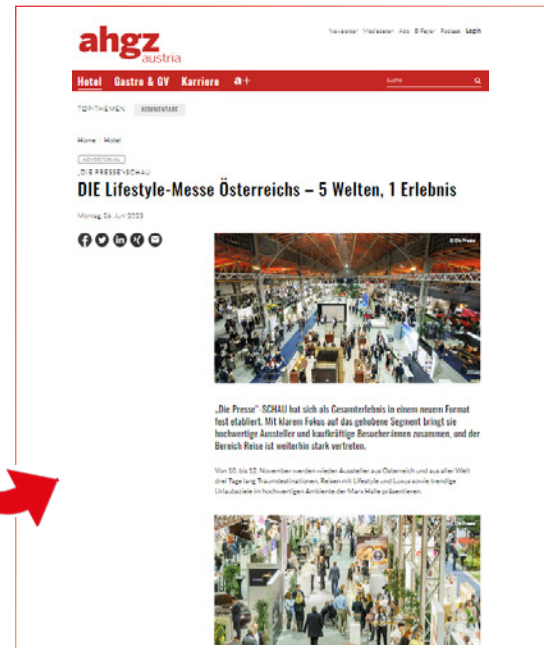 ahgz
austria
Newsletter Mediadaten Abo E-Paper Podcast Login
Hotel Gastro & GV Karriere a+
Suche
TOP-THEMEN KOMMENTARE
Home Hotel
ADVERTORIAL
„DIE PRESSE“-SCHAU
DIE Lifestyle-Messe Österreichs – 5 Welten, 1 Erlebnis
Montag, 26. Juni 2023
© Die Presse
„Die Presse“-SCHAU hat sich als Gesamterlebnis in einem neuem Format
fest etabliert. Mit klarem Fokus auf das gehobene Segment bringt sie
hochwertige Aussteller und kaufkräftige Besucher:innen zusammen, und der
Bereich Reise ist weiterhin stark vertreten.
Von 10. bis 12. November werden wieder Aussteller aus Österreich und aus aller Welt
drei Tage lang Traumdestinationen, Reisen mit Lifestyle und Luxus sowie trendige
Urlaubsziele im hochwertigen Ambiente der Marx Halle präsentieren.